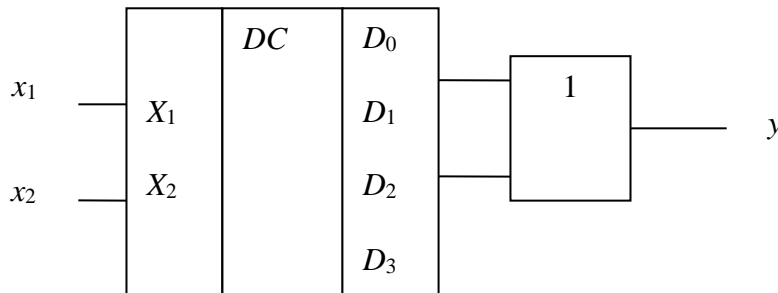 DC D₀
x₁ 1
X₁ D₁ y
X₂ D₂
x₂
D₃